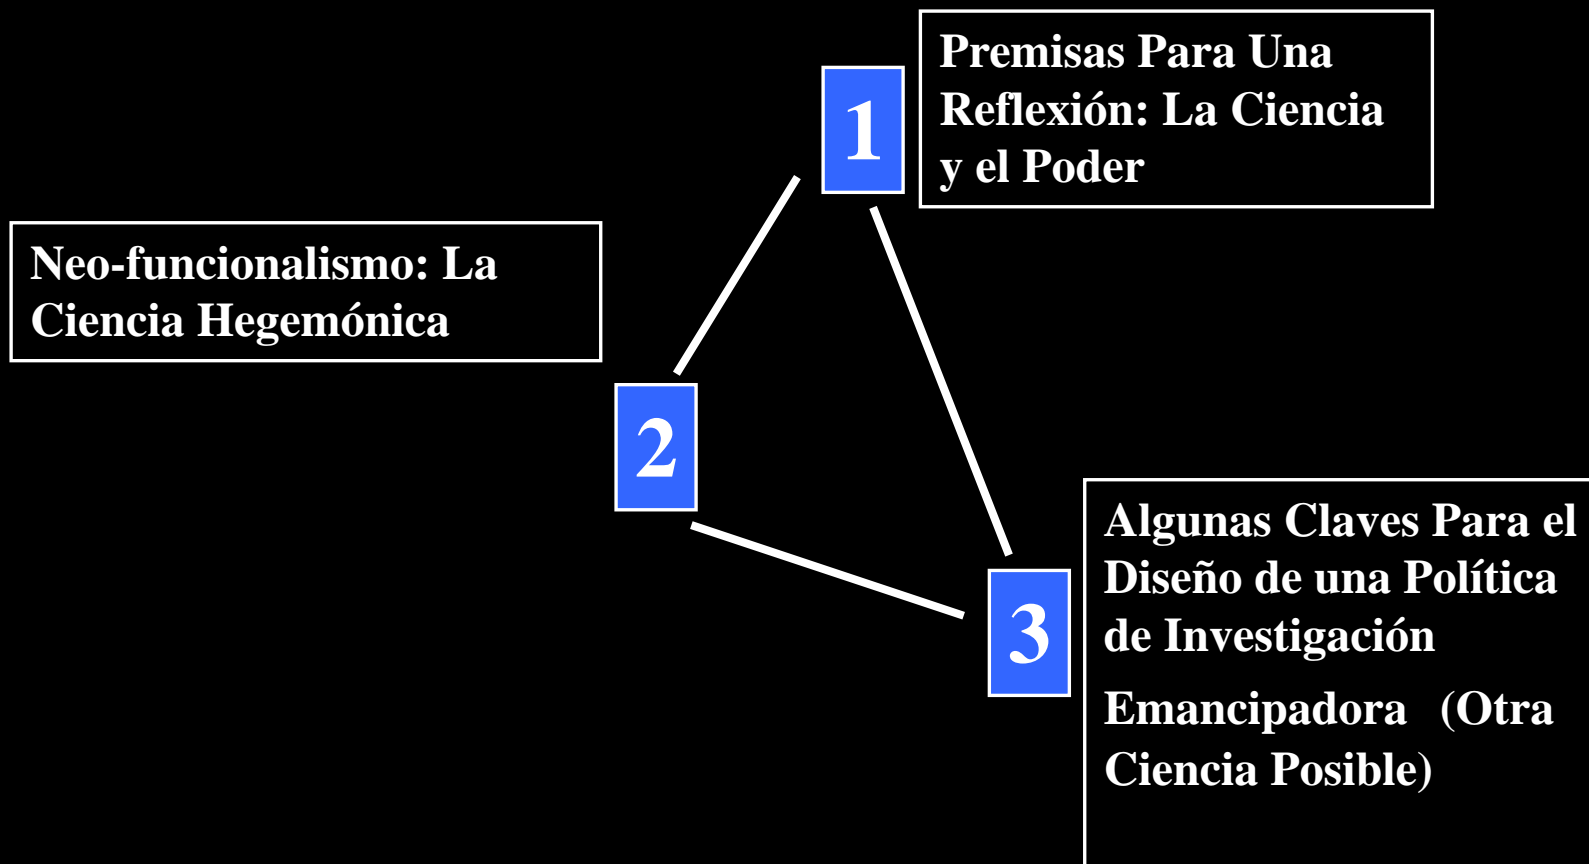 1
Premisas Para Una
Reflexión: La Ciencia
y el Poder
Neo-funcionalismo: La
Ciencia Hegemónica
2
3
Algunas Claves Para el
Diseño de una Política
de Investigación
Emancipadora (Otra
Ciencia Posible)